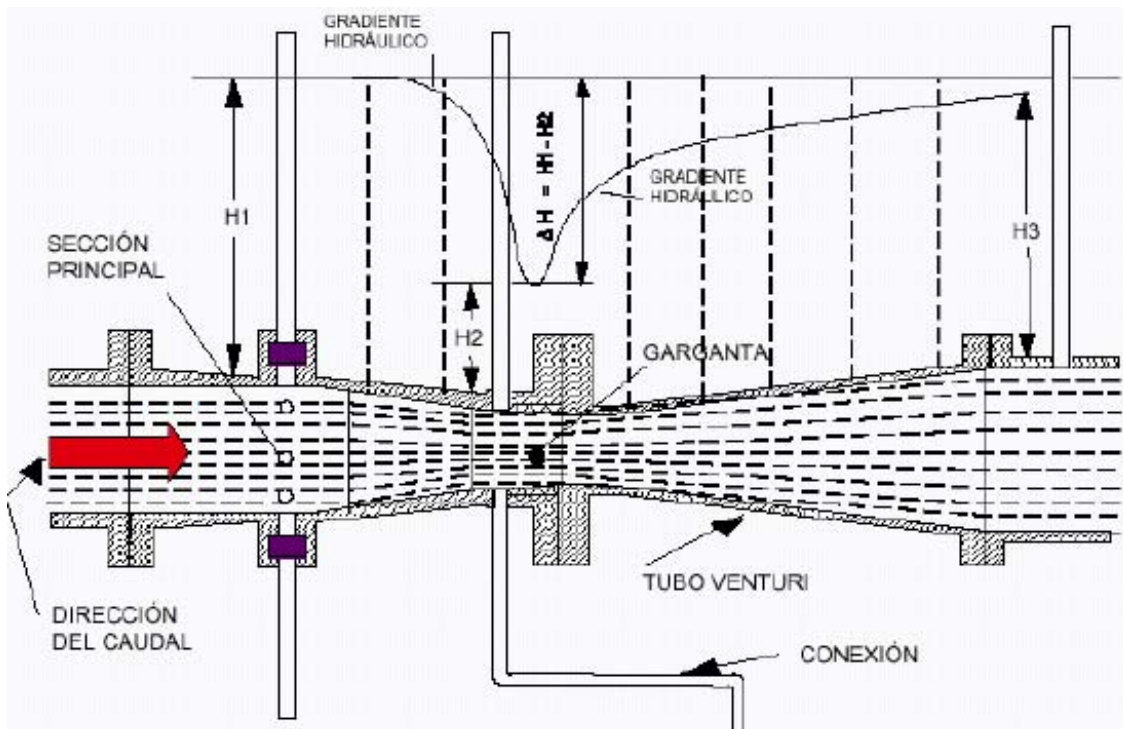 GRADIENTE
HIDRÁULICO
H1
ΔH = H1-H2
GRADIENTE
HIDRÁULICO
H3
SECCIÓN
PRINCIPAL
H2
GARGANTA
TUBO VENTURI
DIRECCIÓN
DEL CAUDAL
CONEXIÓN